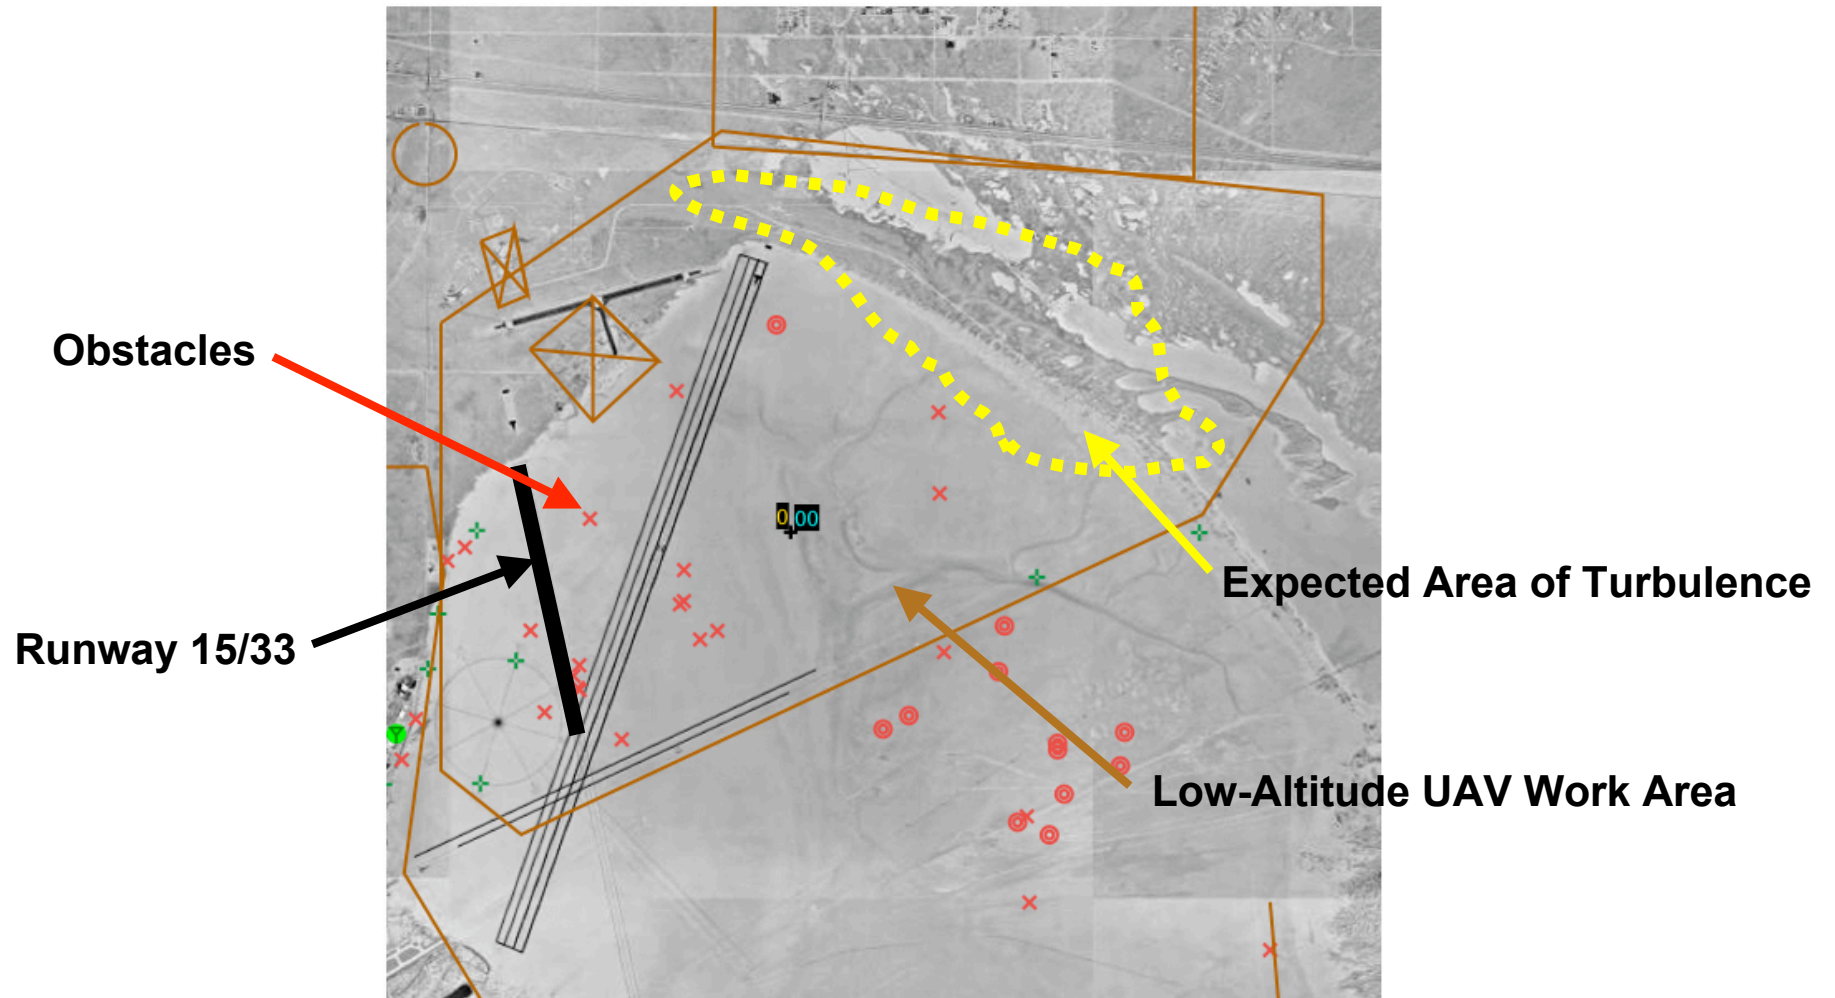 Obstacles
0.00
Expected Area of Turbulence
Runway 15/33
Low-Altitude UAV Work Area